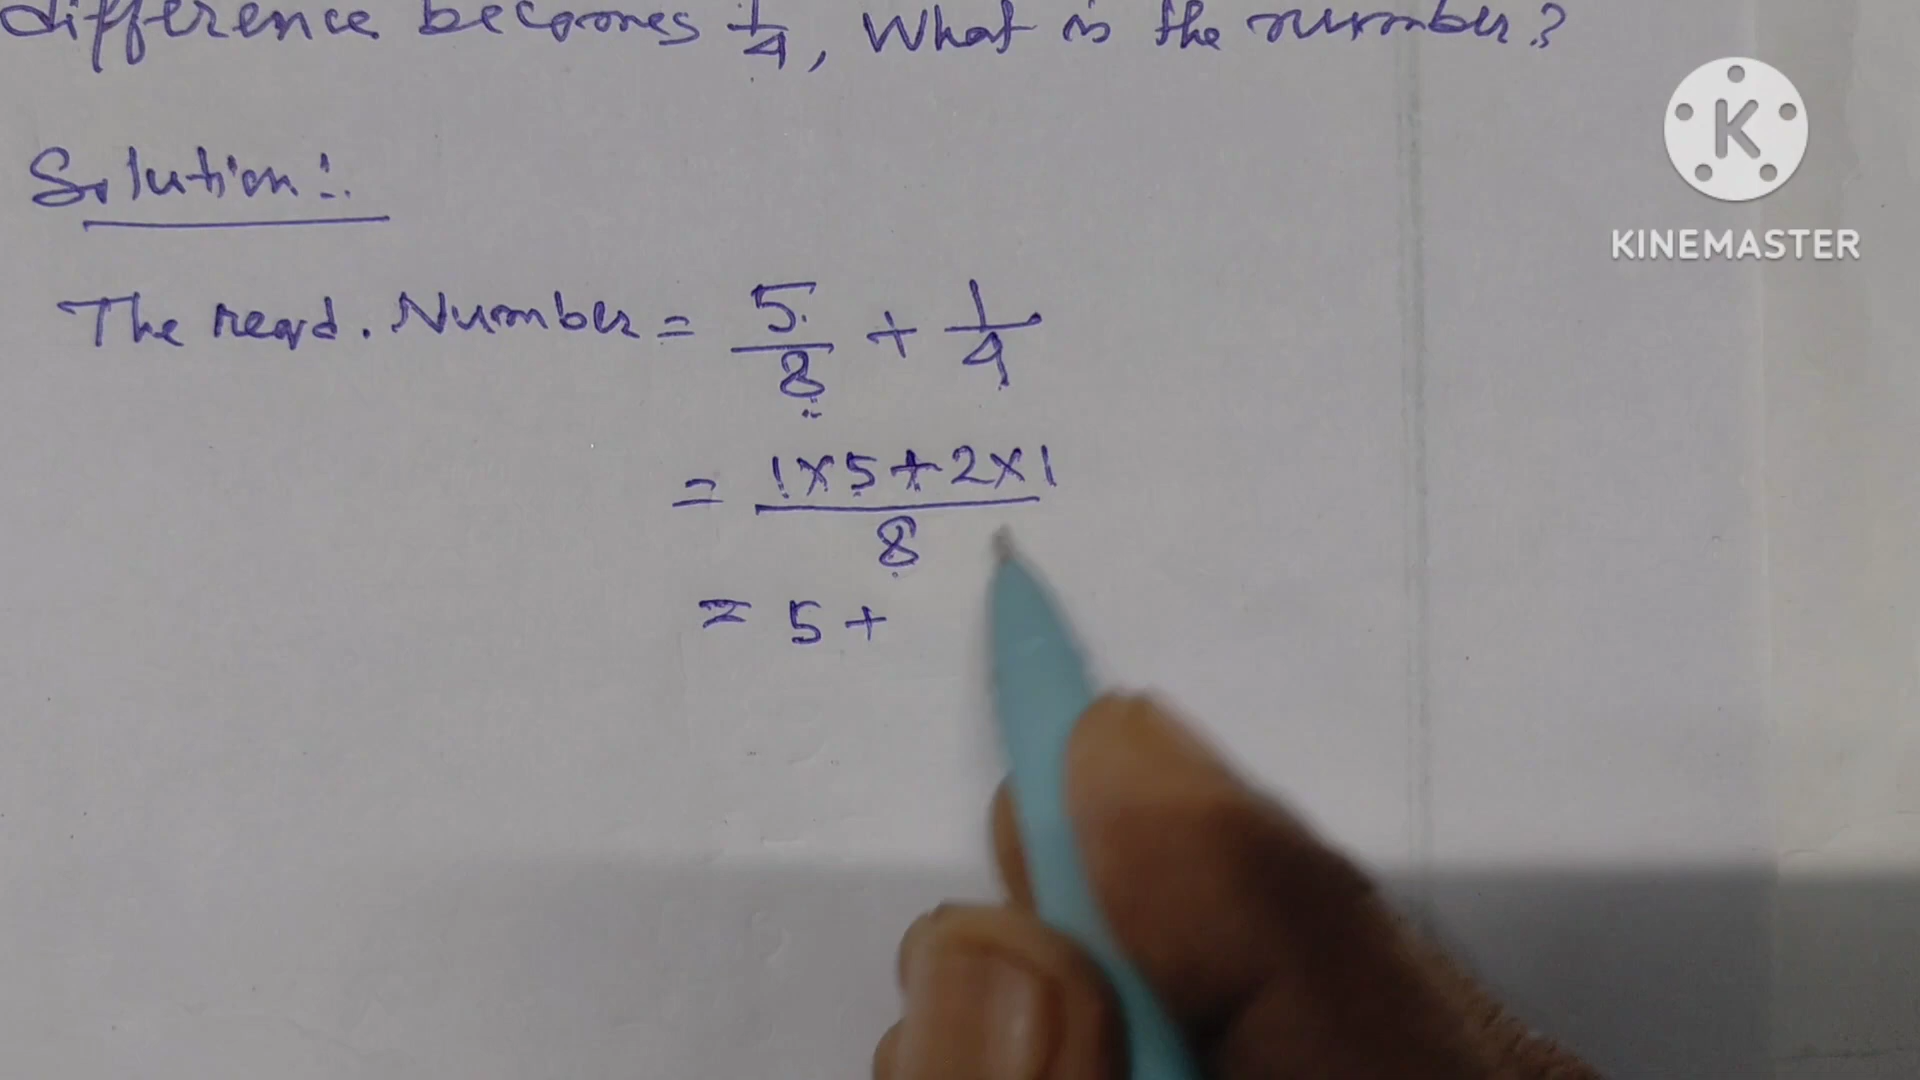 difference becomes 1/4, What is the number?
Solution:.
The reqd. Number = 5/8 + 1/4
= 1×5+2×1/8
= 5+
K
KINEMASTER